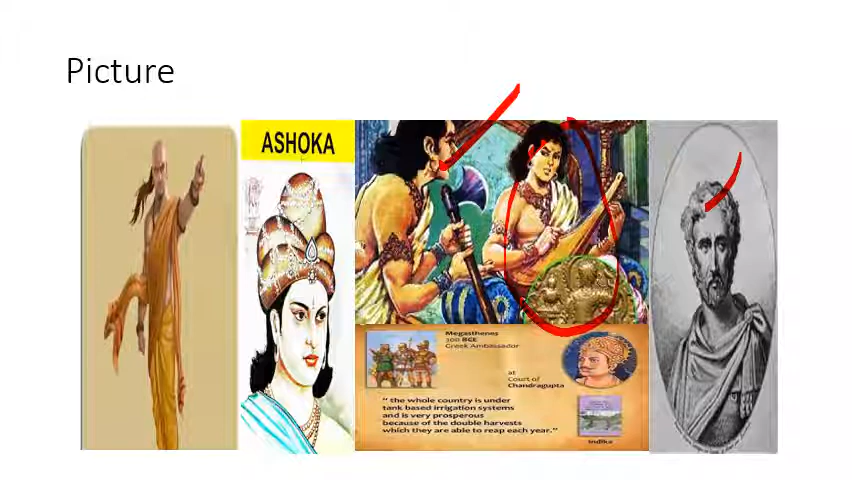 Picture
ASHOKA
Megasthenes
300 BCE
Greek Ambassador
at
Court of
Chandragupta
" the whole country is under
tank based irrigation systems
and is very prosperous
because of the double harvests
which they are able to reap each year."
Indika